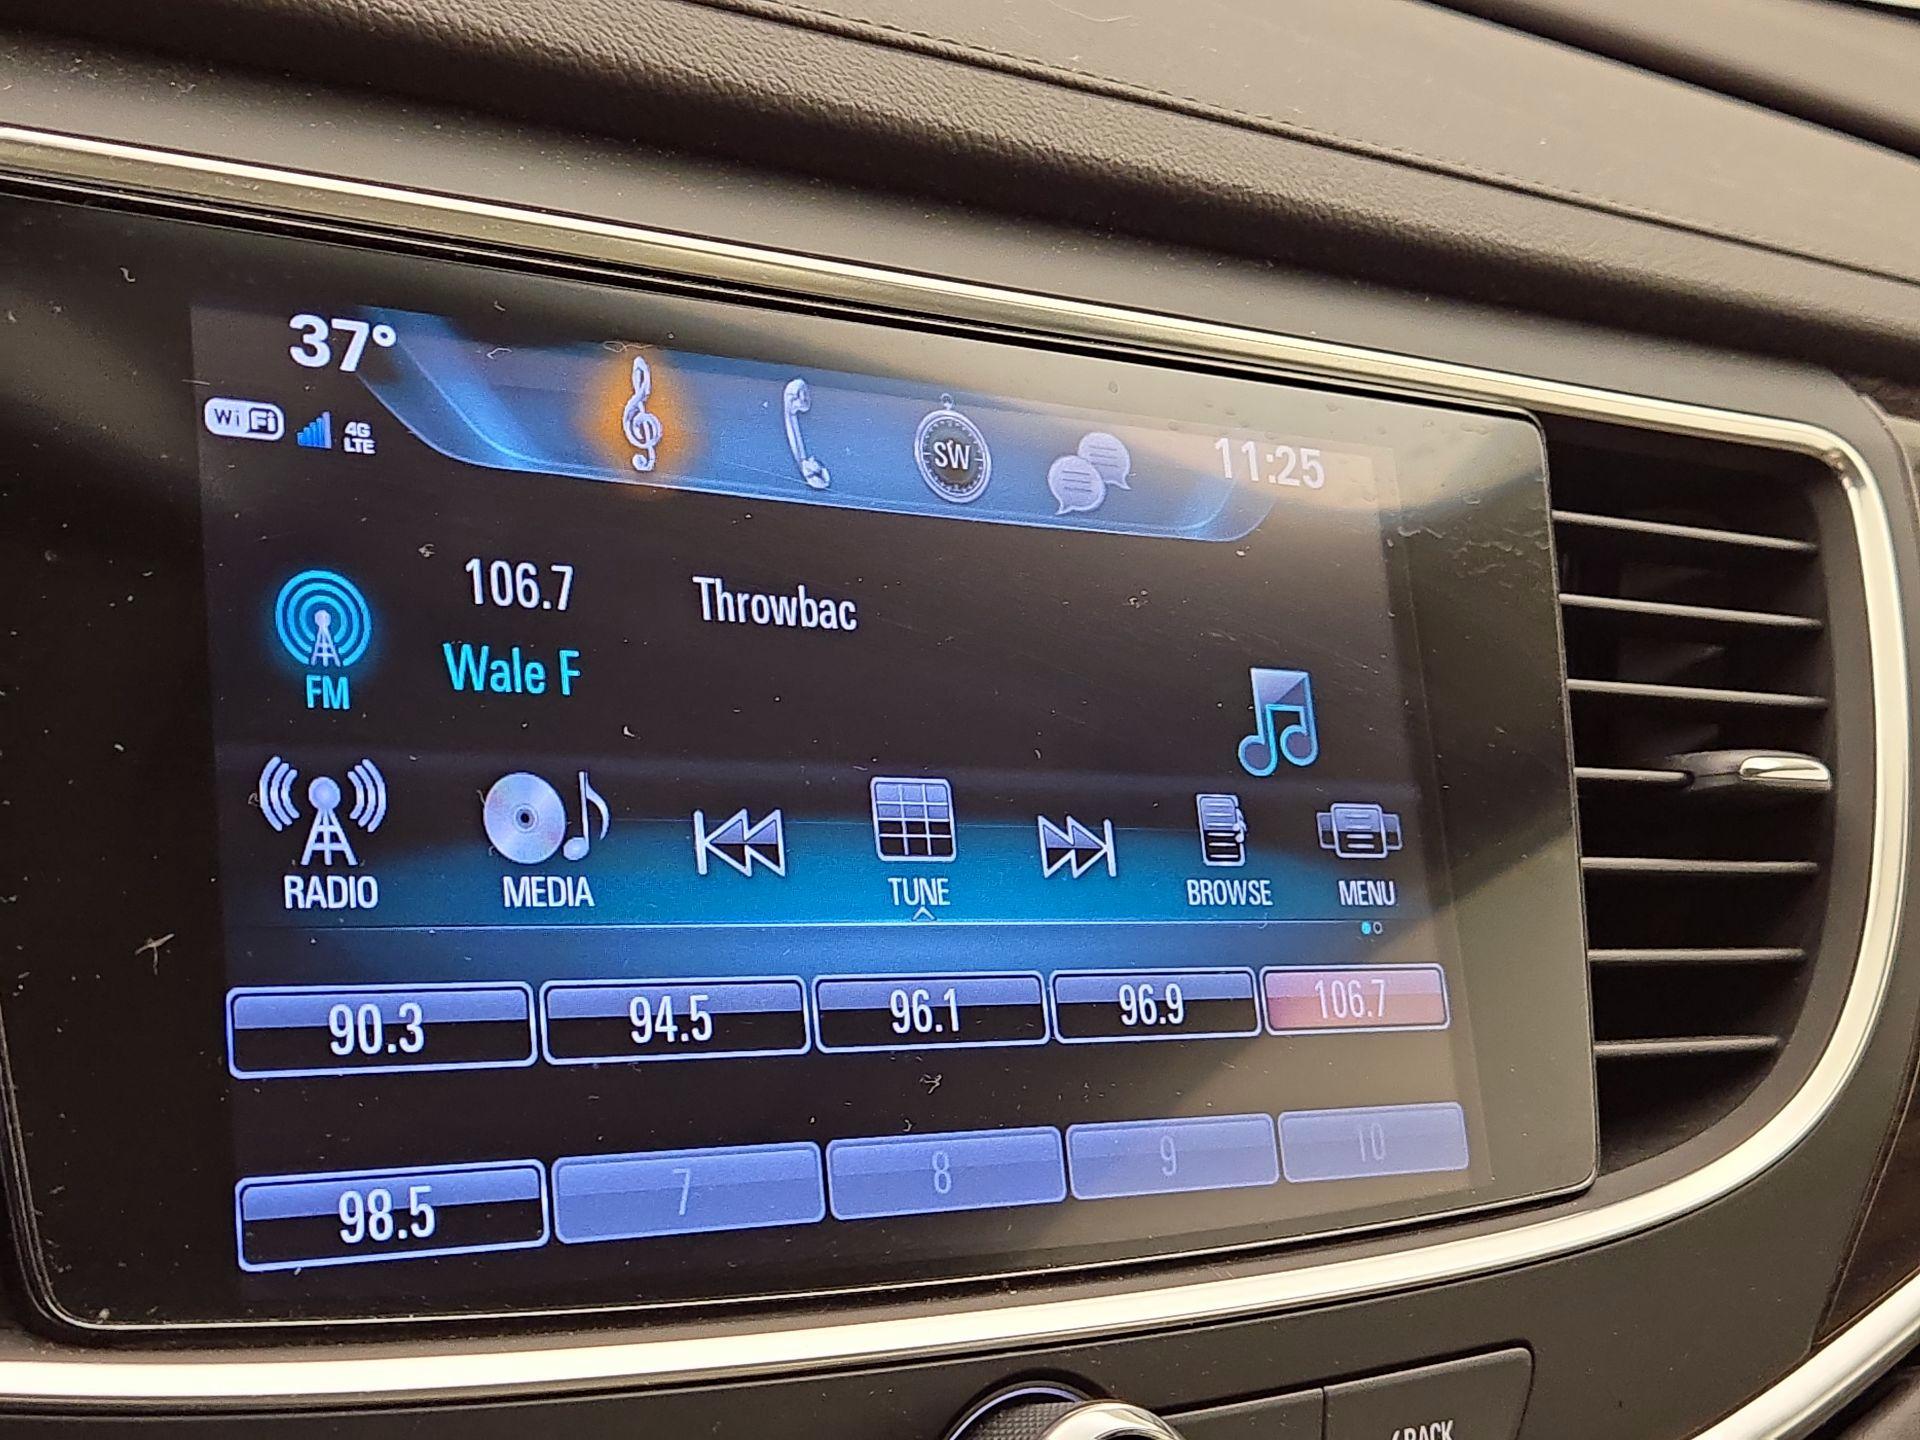 37°
WiFi 4G LTE
SW
11:25
106.7 Throwbac
Wale F
FM
RADIO MEDIA TUNE BROWSE MENU
90.3 94.5 96.1 96.9 106.7
98.5 7 8 9 10
BACK